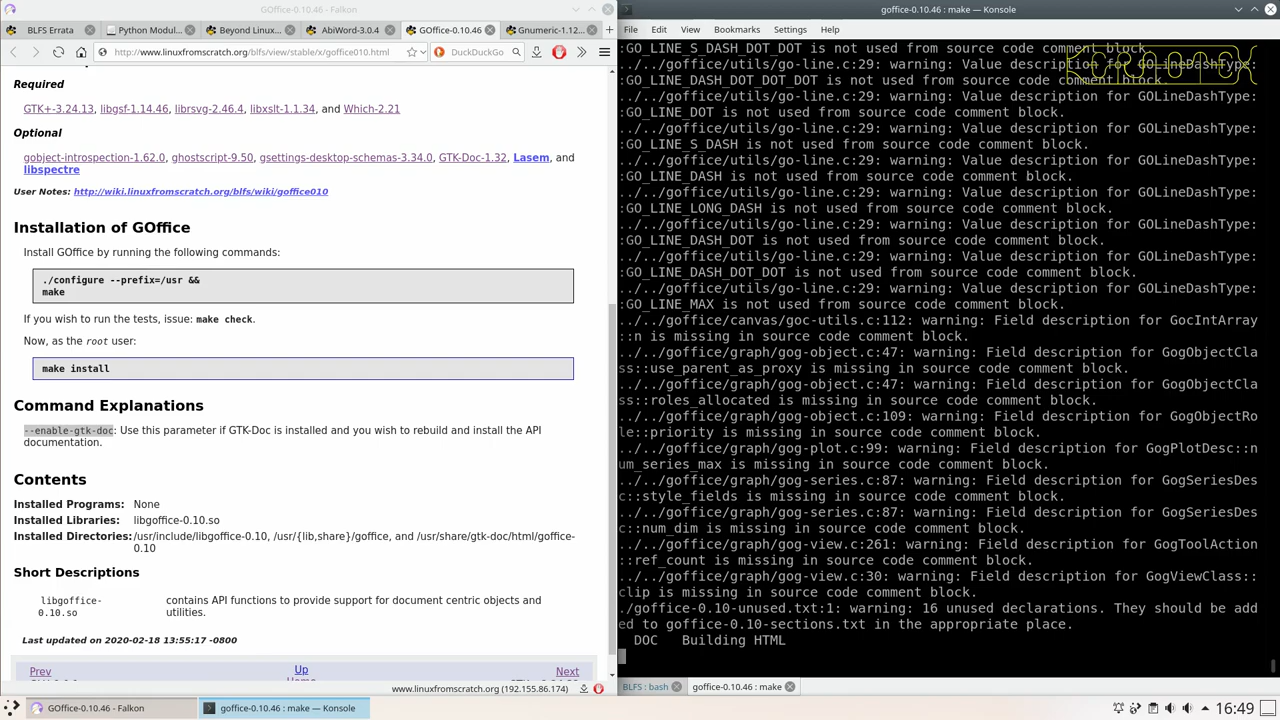 GOffice-0.10.46 - Falkon
BLFS Errata
Python Modul...
Beyond Linux...
AbiWord-3.0.4
GOffice-0.10.46
Gnumeric-1.12...
http://www.linuxfromscratch.org/blfs/view/stable/x/goffice010.html
DuckDuckGo
Required
GTK+-3.24.13, libgsf-1.14.46, librsvg-2.46.4, libxslt-1.1.34, and Which-2.21
Optional
gobject-introspection-1.62.0, ghostscript-9.50, gsettings-desktop-schemas-3.34.0, GTK-Doc-1.32, Lasem, and
libspectre
User Notes: http://wiki.linuxfromscratch.org/blfs/wiki/goffice010
Installation of GOffice
Install GOffice by running the following commands:
./configure --prefix=/usr &&
make
If you wish to run the tests, issue: make check.
Now, as the root user:
make install
Command Explanations
--enable-gtk-doc: Use this parameter if GTK-Doc is installed and you wish to rebuild and install the API
documentation.
Contents
Installed Programs: None
Installed Libraries: libgoffice-0.10.so
Installed Directories: /usr/include/libgoffice-0.10, /usr/{lib,share}/goffice, and /usr/share/gtk-doc/html/goffice-
0.10
Short Descriptions
libgoffice-
0.10.so
contains API functions to provide support for document centric objects and
utilities.
Last updated on 2020-02-18 13:55:17 -0800
Prev
Up
Next
www.linuxfromscratch.org (192.155.86.174)
goffice-0.10.46 : make — Konsole
File Edit View Bookmarks Settings Help
:GO_LINE_S_DASH_DOT_DOT is not used from source code comment block.
../../goffice/utils/go-line.c:29: warning: Value description for GOLineDashType:
:GO_LINE_DASH_DOT_DOT_DOT is not used from source code comment block.
../../goffice/utils/go-line.c:29: warning: Value description for GOLineDashType:
:GO_LINE_DOT is not used from source code comment block.
../../goffice/utils/go-line.c:29: warning: Value description for GOLineDashType:
:GO_LINE_S_DASH is not used from source code comment block.
../../goffice/utils/go-line.c:29: warning: Value description for GOLineDashType:
:GO_LINE_DASH is not used from source code comment block.
../../goffice/utils/go-line.c:29: warning: Value description for GOLineDashType:
:GO_LINE_LONG_DASH is not used from source code comment block.
../../goffice/utils/go-line.c:29: warning: Value description for GOLineDashType:
:GO_LINE_DASH_DOT is not used from source code comment block.
../../goffice/utils/go-line.c:29: warning: Value description for GOLineDashType:
:GO_LINE_DASH_DOT_DOT is not used from source code comment block.
../../goffice/utils/go-line.c:29: warning: Value description for GOLineDashType:
:GO_LINE_MAX is not used from source code comment block.
../../goffice/canvas/goc-utils.c:112: warning: Field description for GocIntArray
::n is missing in source code comment block.
../../goffice/graph/gog-object.c:47: warning: Field description for GogObjectCla
ss::use_parent_as_proxy is missing in source code comment block.
../../goffice/graph/gog-object.c:47: warning: Field description for GogObjectCla
ss::roles_allocated is missing in source code comment block.
../../goffice/graph/gog-object.c:109: warning: Field description for GogObjectRo
le::priority is missing in source code comment block.
../../goffice/graph/gog-plot.c:99: warning: Field description for GogPlotDesc::n
um_series_max is missing in source code comment block.
../../goffice/graph/gog-series.c:87: warning: Field description for GogSeriesDes
c::style_fields is missing in source code comment block.
../../goffice/graph/gog-series.c:87: warning: Field description for GogSeriesDes
c::num_dim is missing in source code comment block.
../../goffice/graph/gog-view.c:261: warning: Field description for GogToolAction
::ref_count is missing in source code comment block.
../../goffice/graph/gog-view.c:30: warning: Field description for GogViewClass::
clip is missing in source code comment block.
./goffice-0.10-unused.txt:1: warning: 16 unused declarations. They should be add
ed to goffice-0.10-sections.txt in the appropriate place.
DOC Building HTML
BLFS : bash
goffice-0.10.46 : make
GOffice-0.10.46 - Falkon
goffice-0.10.46 : make — Konsole
16:49